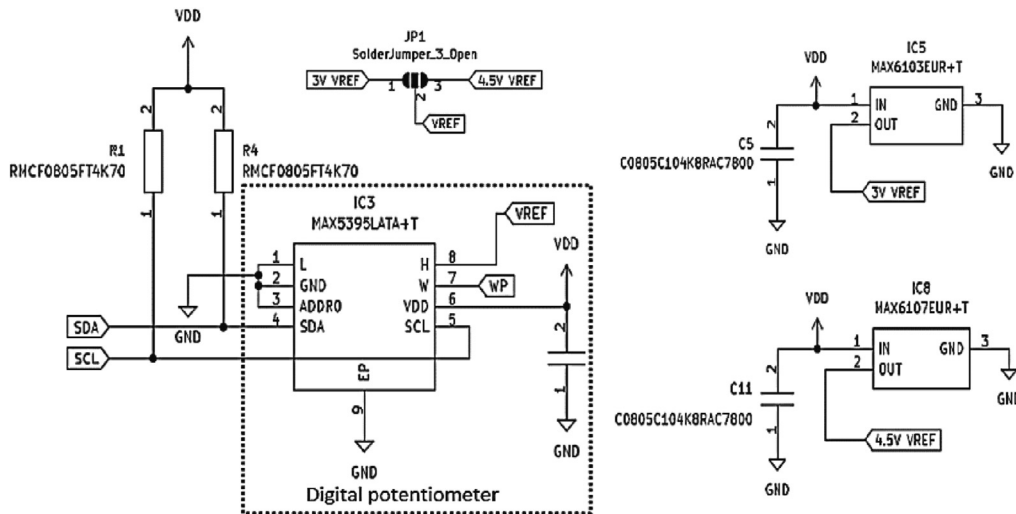 VDD
2
2
R1
RMCF0805FT4K70
R4
RMCF0805FT4K70
1
1
SDA
SCL
GND
JP1
SolderJumper_3_Open
3V VREF
1
3
4.5V VREF
2
VREF
IC3
MAX5395LATA+T
1
L
2
GND
3
ADDR0
4
SDA
H
8
W
7
VDD
6
SCL
5
EP
9
GND
VREF
WP
VDD
2
1
GND
Digital potentiometer
IC5
MAX6103EUR+T
VDD
1
IN
GND
3
2
OUT
2
C5
C0805C104K8RAC7800
1
GND
3V VREF
GND
IC8
MAX6107EUR+T
VDD
1
IN
GND
3
2
OUT
2
C11
C0805C104K8RAC7800
1
GND
4.5V VREF
GND